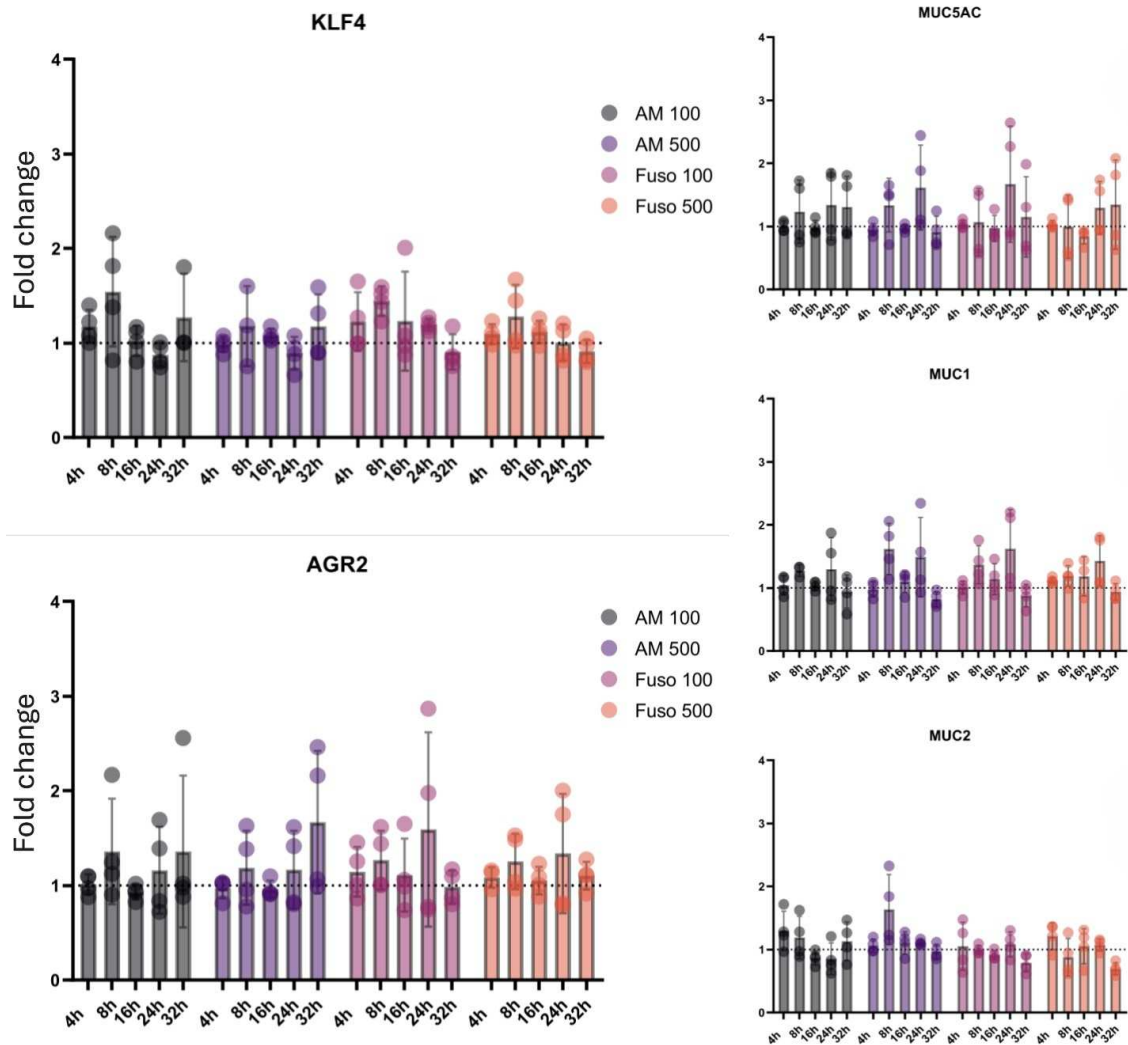 KLF4
4
3
2
1
0
Fold change
AM 100
AM 500
Fuso 100
Fuso 500
4h 8h 16h 24h 32h 4h 8h 16h 24h 32h 4h 8h 16h 24h 32h 4h 8h 16h 24h 32h
AGR2
4
3
2
1
0
Fold change
AM 100
AM 500
Fuso 100
Fuso 500
4h 8h 16h 24h 32h 4h 8h 16h 24h 32h 4h 8h 16h 24h 32h 4h 8h 16h 24h 32h
MUC5AC
4
3
2
1
0
4h 8h 16h 24h 32h 4h 8h 16h 24h 32h 4h 8h 16h 24h 32h 4h 8h 16h 24h 32h
MUC1
4
3
2
1
0
4h 8h 16h 24h 32h 4h 8h 16h 24h 32h 4h 8h 16h 24h 32h 4h 8h 16h 24h 32h
MUC2
4
3
2
1
0
4h 8h 16h 24h 32h 4h 8h 16h 24h 32h 4h 8h 16h 24h 32h 4h 8h 16h 24h 32h